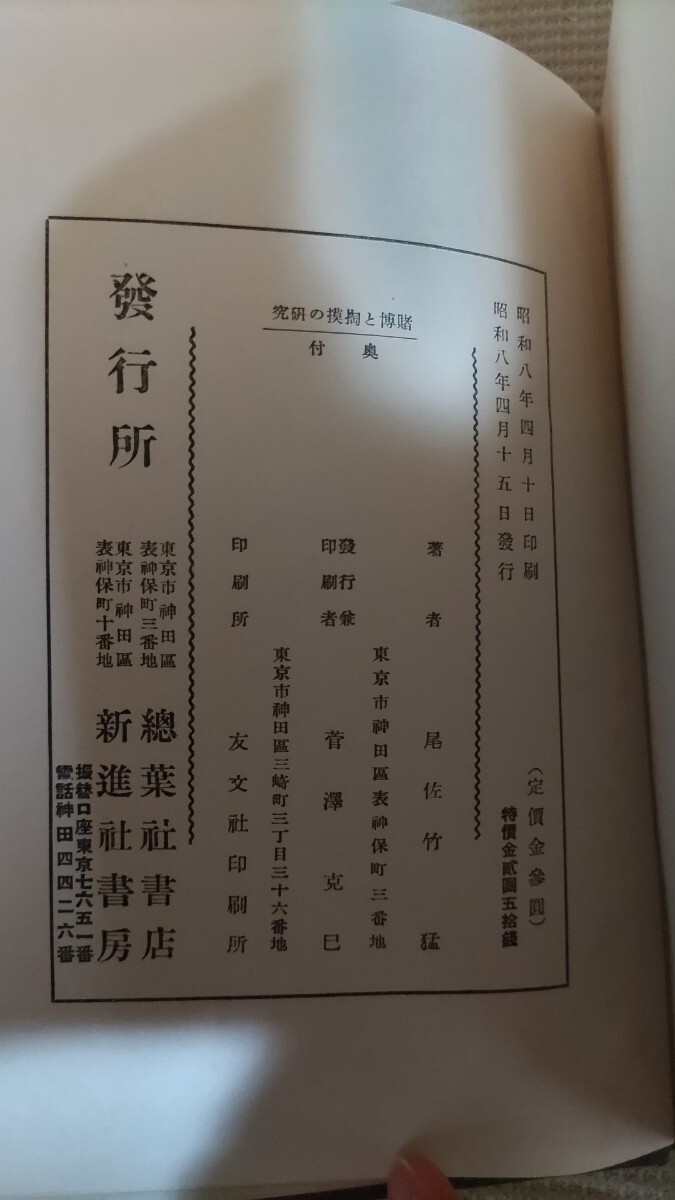 昭和八年四月十日印刷
昭和八年四月十五日發行
（定價金參圓）
特價金貳圓五拾錢
賭博と掏摸の硏究
奥付
著者
尾佐竹猛
東京市神田區表神保町三番地
發行兼
印刷者
菅澤克巳
東京市神田區三崎町三丁目三十六番地
印刷所
友文社印刷所
發行所
東京市神田區
表神保町三番地
總葉社書店
東京市神田區
表神保町十番地
新進社書房
振替口座東京七六五一番
電話神田四四二六番